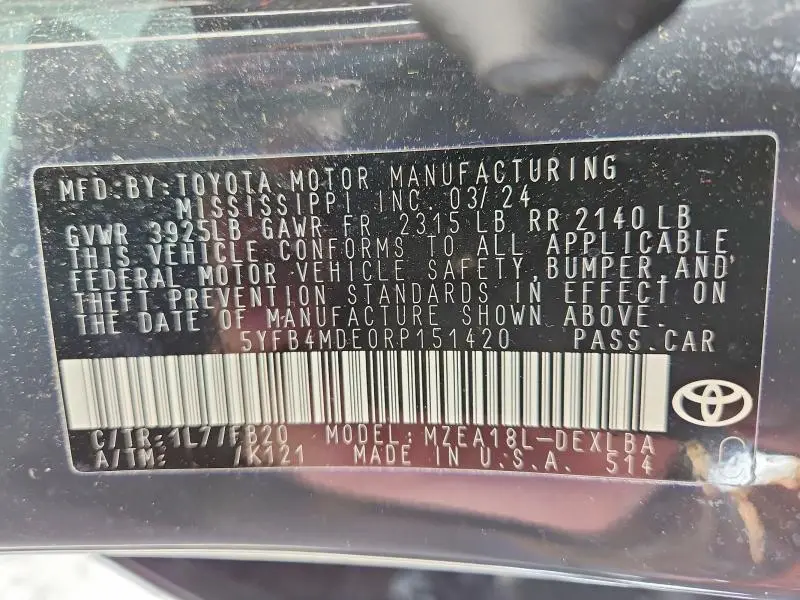 MFD.BY:TOYOTA MOTOR MANUFACTURING
MISSISSIPPI INC. 03/24
GVWR 3925LB GAWR FR 2315 LB RR 2140 LB
THIS VEHICLE CONFORMS TO ALL APPLICABLE
FEDERAL MOTOR VEHICLE SAFETY, BUMPER, AND
THEFT PREVENTION STANDARDS IN EFFECT ON
THE DATE OF MANUFACTURE SHOWN ABOVE.
5YFB4MDE0RP151420 PASS.CAR
C/TR:1L7/FB20 MODEL:MZEA18L-DEXLBA
A/TM: /K121 MADE IN U.S.A. 514